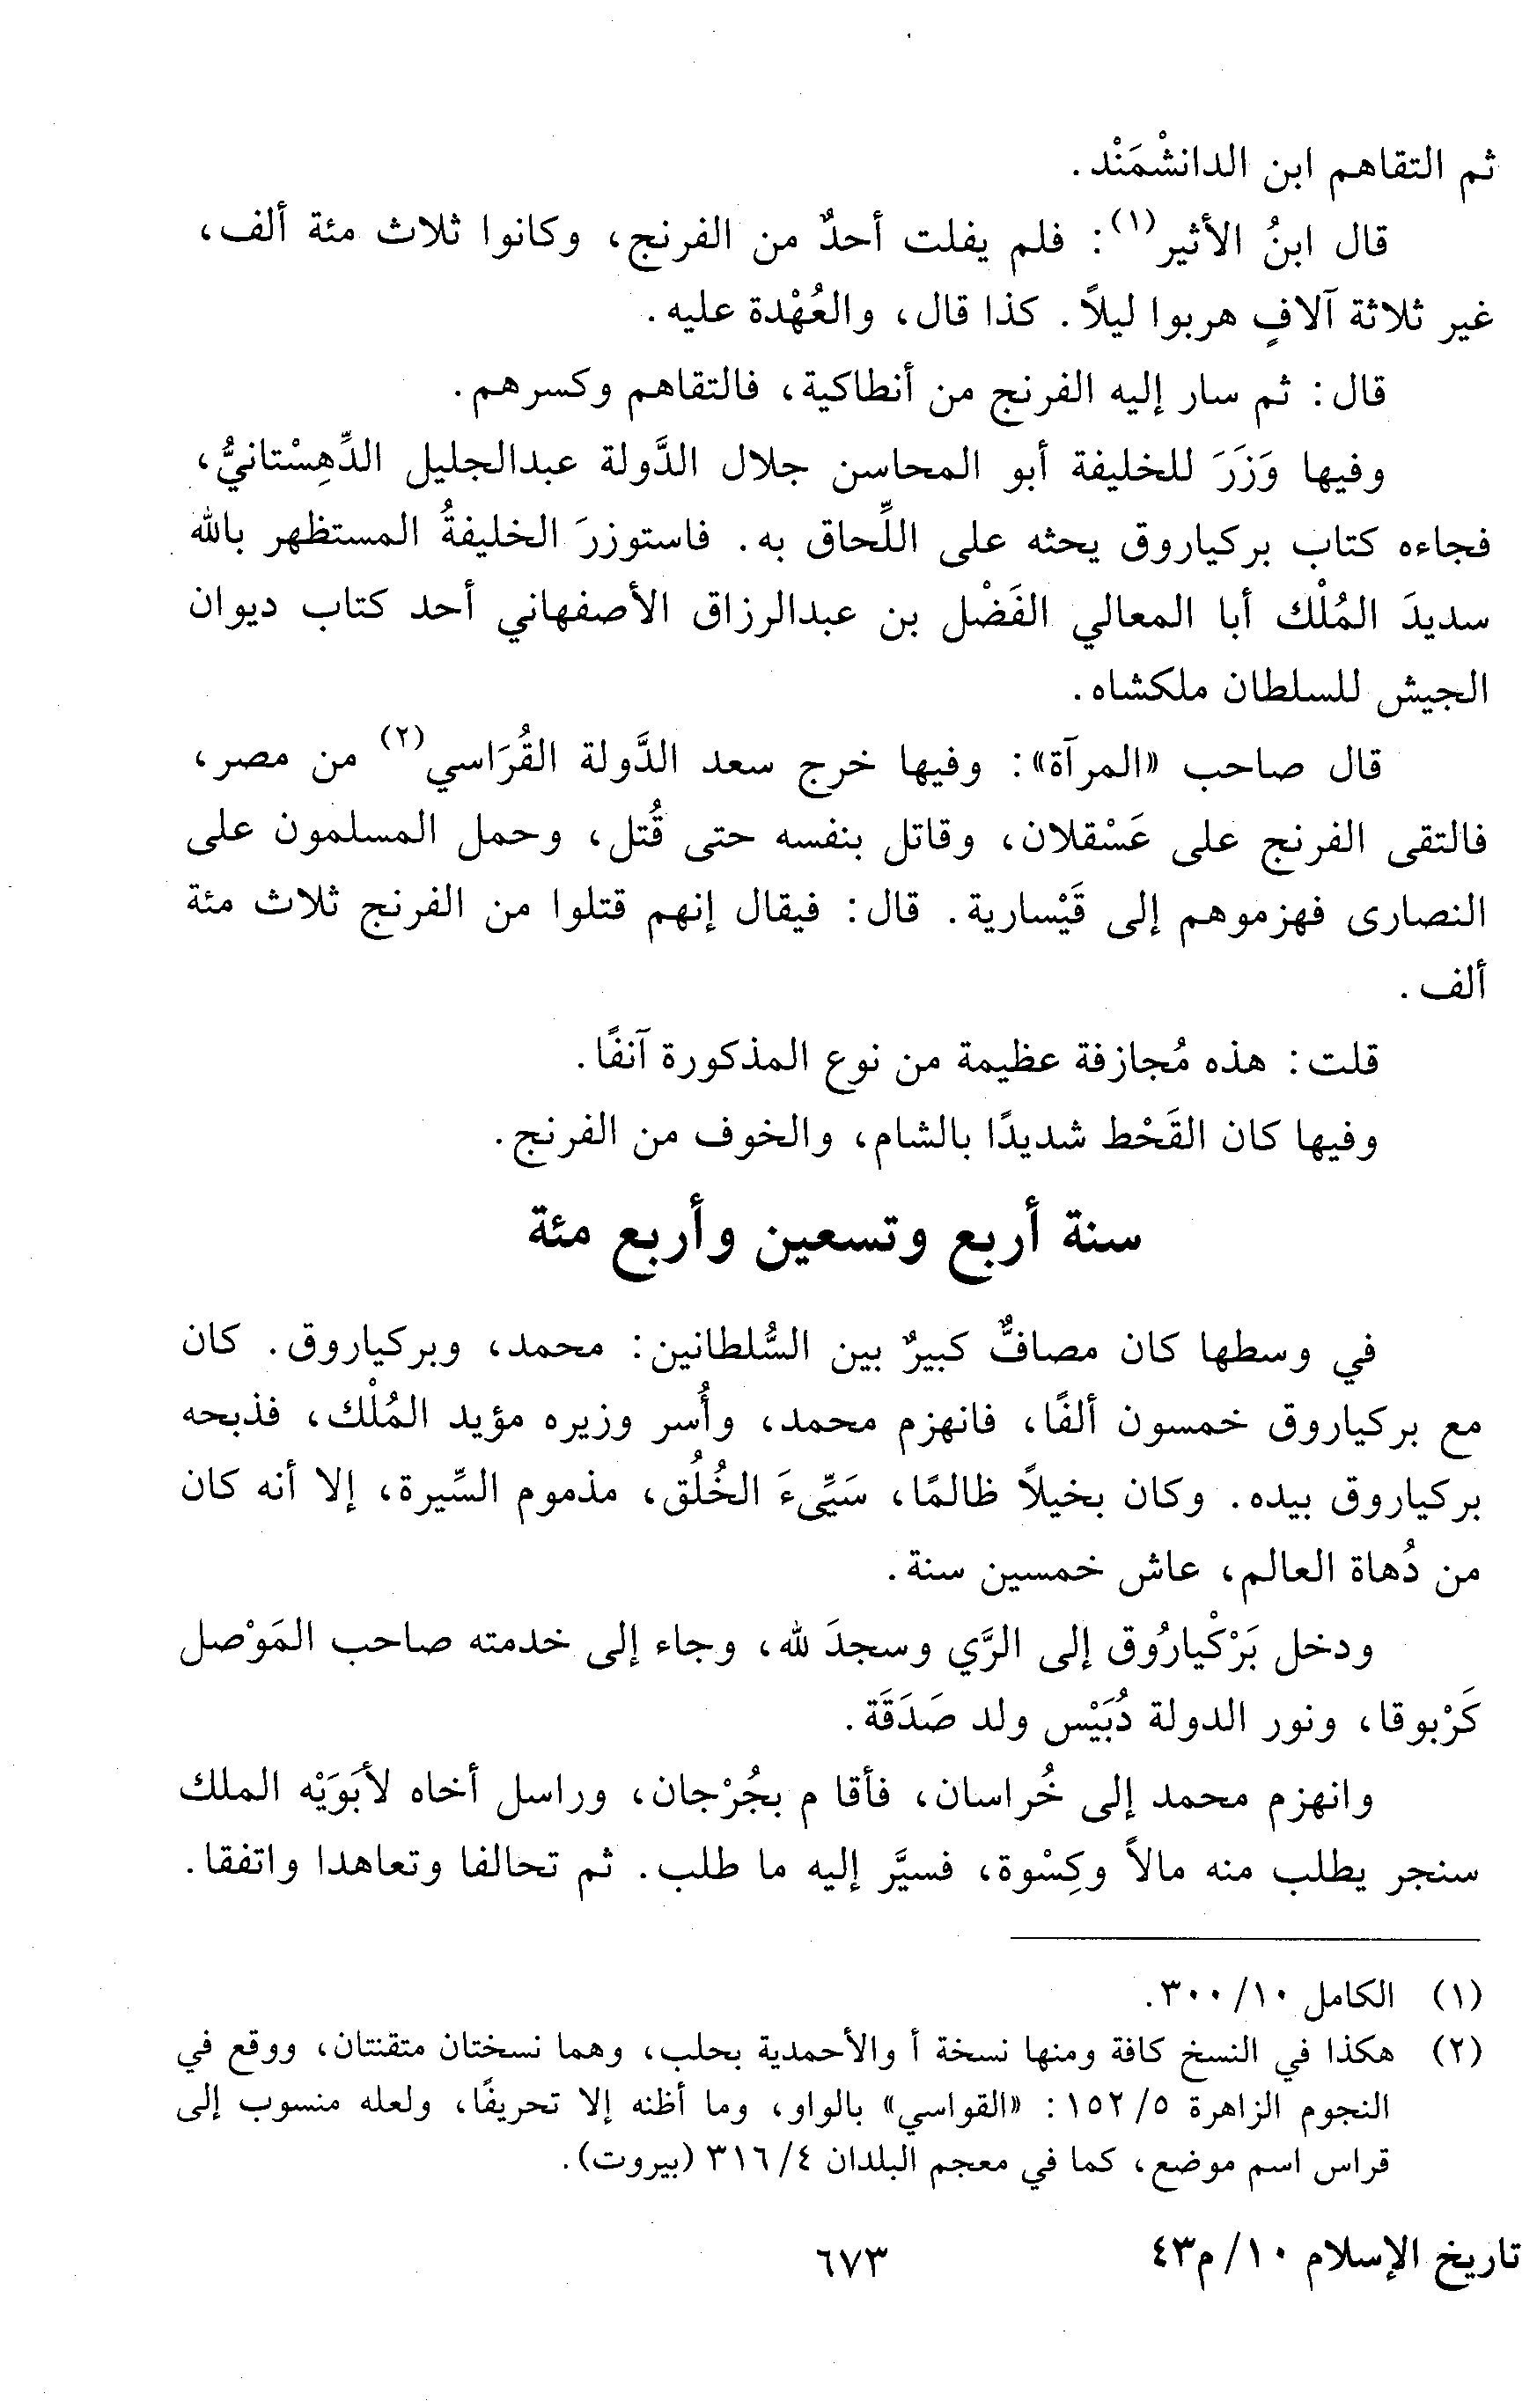 ثم التقاهم ابن الدانشْمَنْد.
قال ابنُ الأثير(١): فلم يفلت أحدٌ من الفرنج، وكانوا ثلاث مئة ألف،
غير ثلاثة آلافٍ هربوا ليلاً. كذا قال، والعُهْدة عليه.
قال: ثم سار إليه الفرنج من أنطاكية، فالتقاهم وكسرهم.
وفيها وَزَرَ للخليفة أبو المحاسن جلال الدَّولة عبدالجليل الدِّهِسْتانيُّ،
فجاءه كتاب بركياروق يحثه على اللِّحاق به. فاستوزرَ الخليفةُ المستظهر بالله
سديدَ المُلْك أبا المعالي الفَضْل بن عبدالرزاق الأصفهاني أحد كتاب ديوان
الجيش للسلطان ملكشاه.
قال صاحب «المرآة»: وفيها خرج سعد الدَّولة القُرَاسي(٢) من مصر،
فالتقى الفرنج على عَسْقلان، وقاتل بنفسه حتى قُتل، وحمل المسلمون على
النصارى فهزموهم إلى قَيْسارية. قال: فيقال إنهم قتلوا من الفرنج ثلاث مئة
ألف.
قلت: هذه مُجازفة عظيمة من نوع المذكورة آنفًا.
وفيها كان القَحْط شديدًا بالشام، والخوف من الفرنج.
سنة أربع وتسعين وأربع مئة
في وسطها كان مصافٌّ كبيرٌ بين السُّلطانين: محمد، وبركياروق. كان
مع بركياروق خمسون ألفًا، فانهزم محمد، وأُسر وزيره مؤيد المُلْك، فذبحه
بركياروق بيده. وكان بخيلاً ظالمًا، سَيِّىءَ الخُلُق، مذموم السِّيرة، إلا أنه كان
من دُهاة العالم، عاش خمسين سنة.
ودخل بَرْكْيارُوق إلى الرَّي وسجدَ لله، وجاء إلى خدمته صاحب المَوْصل
كَرْبوقا، ونور الدولة دُبَيْس ولد صَدَقَة.
وانهزم محمد إلى خُراسان، فأقا م بجُرْجان، وراسل أخاه لأبَوَيْه الملك
سنجر يطلب منه مالاً وكِسْوة، فسيَّر إليه ما طلب. ثم تحالفا وتعاهدا واتفقا.
(١) الكامل ١٠/ ٣٠٠.
(٢) هكذا في النسخ كافة ومنها نسخة أ والأحمدية بحلب، وهما نسختان متقنتان، ووقع في
النجوم الزاهرة ٥/ ١٥٢: «القواسي» بالواو، وما أظنه إلا تحريفًا، ولعله منسوب إلى
قراس اسم موضع، كما في معجم البلدان ٤/ ٣١٦ (بيروت).
تاريخ الإسلام ١٠/ م٤٣
٦٧٣